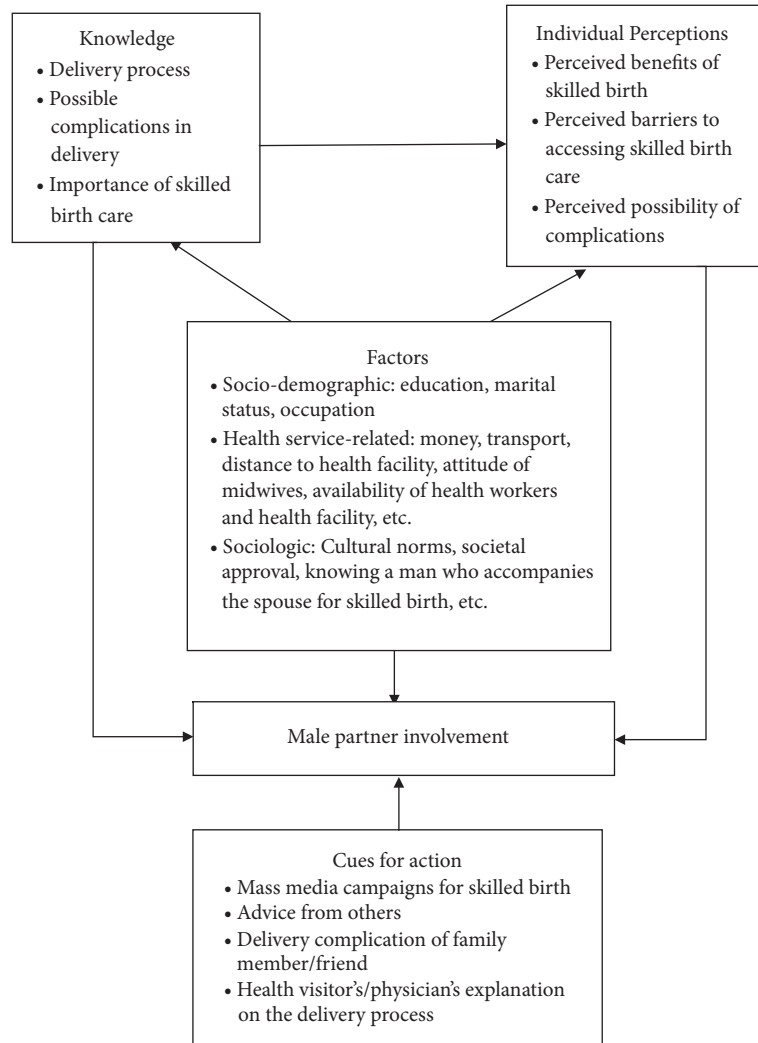 Knowledge
• Delivery process
• Possible
complications in
delivery
• Importance of skilled
birth care
Individual Perceptions
• Perceived benefits of
skilled birth
• Perceived barriers to
accessing skilled birth
care
• Perceived possibility of
complications
Factors
• Socio-demographic: education, marital
status, occupation
• Health service-related: money, transport,
distance to health facility, attitude of
midwives, availability of health workers
and health facility, etc.
• Sociologic: Cultural norms, societal
approval, knowing a man who accompanies
the spouse for skilled birth, etc.
Male partner involvement
Cues for action
• Mass media campaigns for skilled birth
• Advice from others
• Delivery complication of family
member/friend
• Health visitor's/physician's explanation
on the delivery process